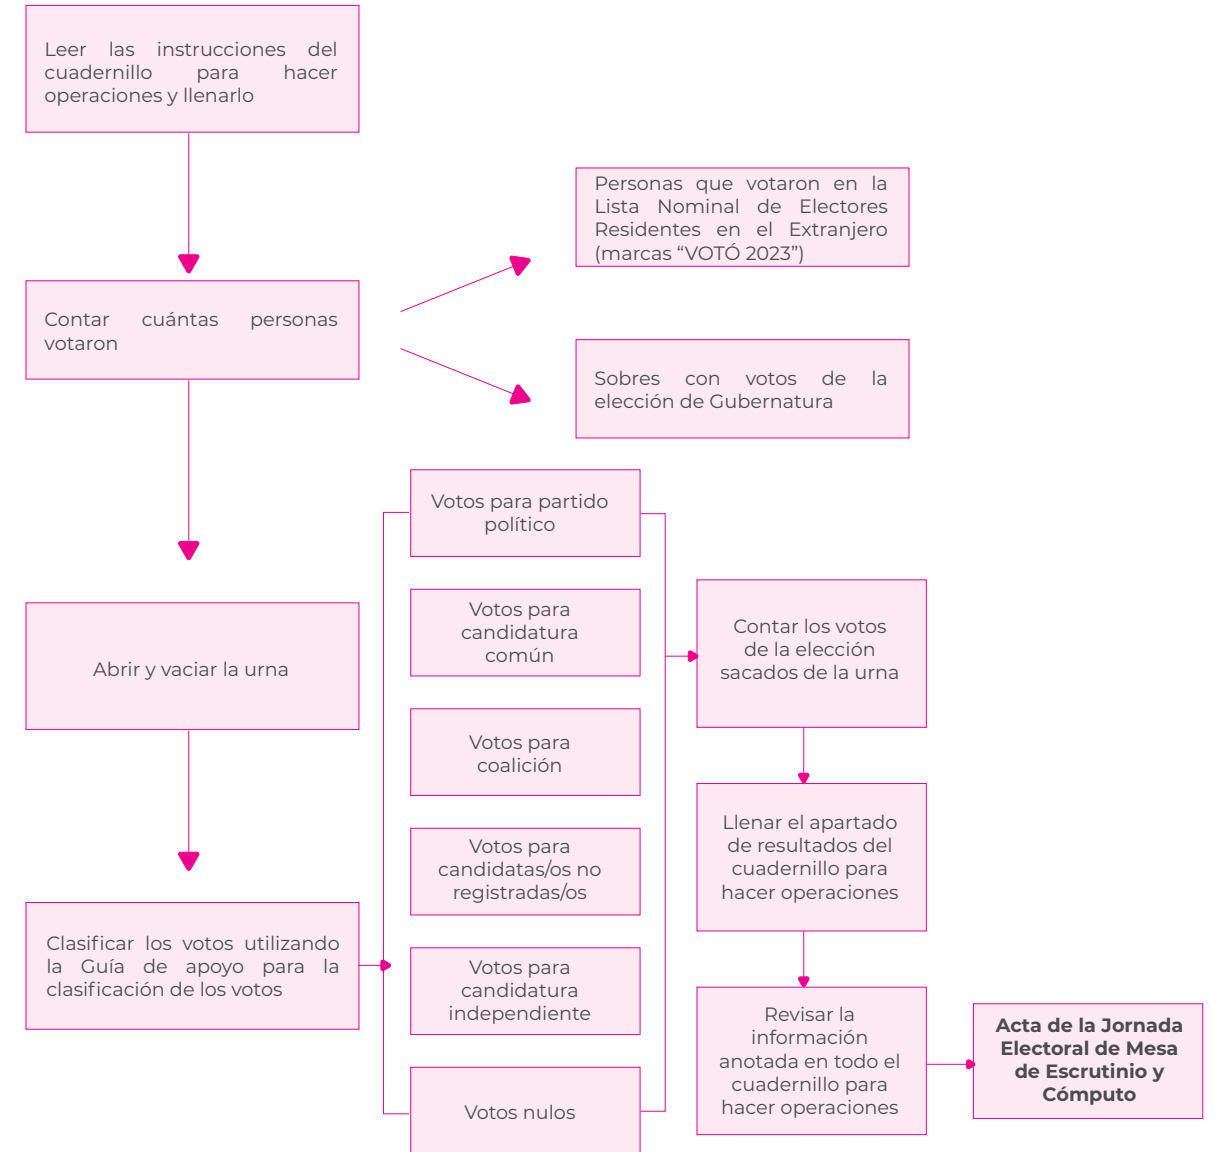 Leer las instrucciones del
cuadernillo para hacer
operaciones y llenarlo
Personas que votaron en la
Lista Nominal de Electores
Residentes en el Extranjero
(marcas “VOTÓ 2023”)
Contar cuántas personas
votaron
Sobres con votos de la
elección de Gubernatura
Abrir y vaciar la urna
Clasificar los votos utilizando
la Guía de apoyo para la
clasificación de los votos
Votos para partido
político
Votos para
candidatura
común
Votos para
coalición
Votos para
candidatas/os no
registradas/os
Votos para
candidatura
independiente
Votos nulos
Contar los votos
de la elección
sacados de la urna
Llenar el apartado
de resultados del
cuadernillo para
hacer operaciones
Revisar la
información
anotada en todo el
cuadernillo para
hacer operaciones
Acta de la Jornada
Electoral de Mesa
de Escrutinio y
Cómputo